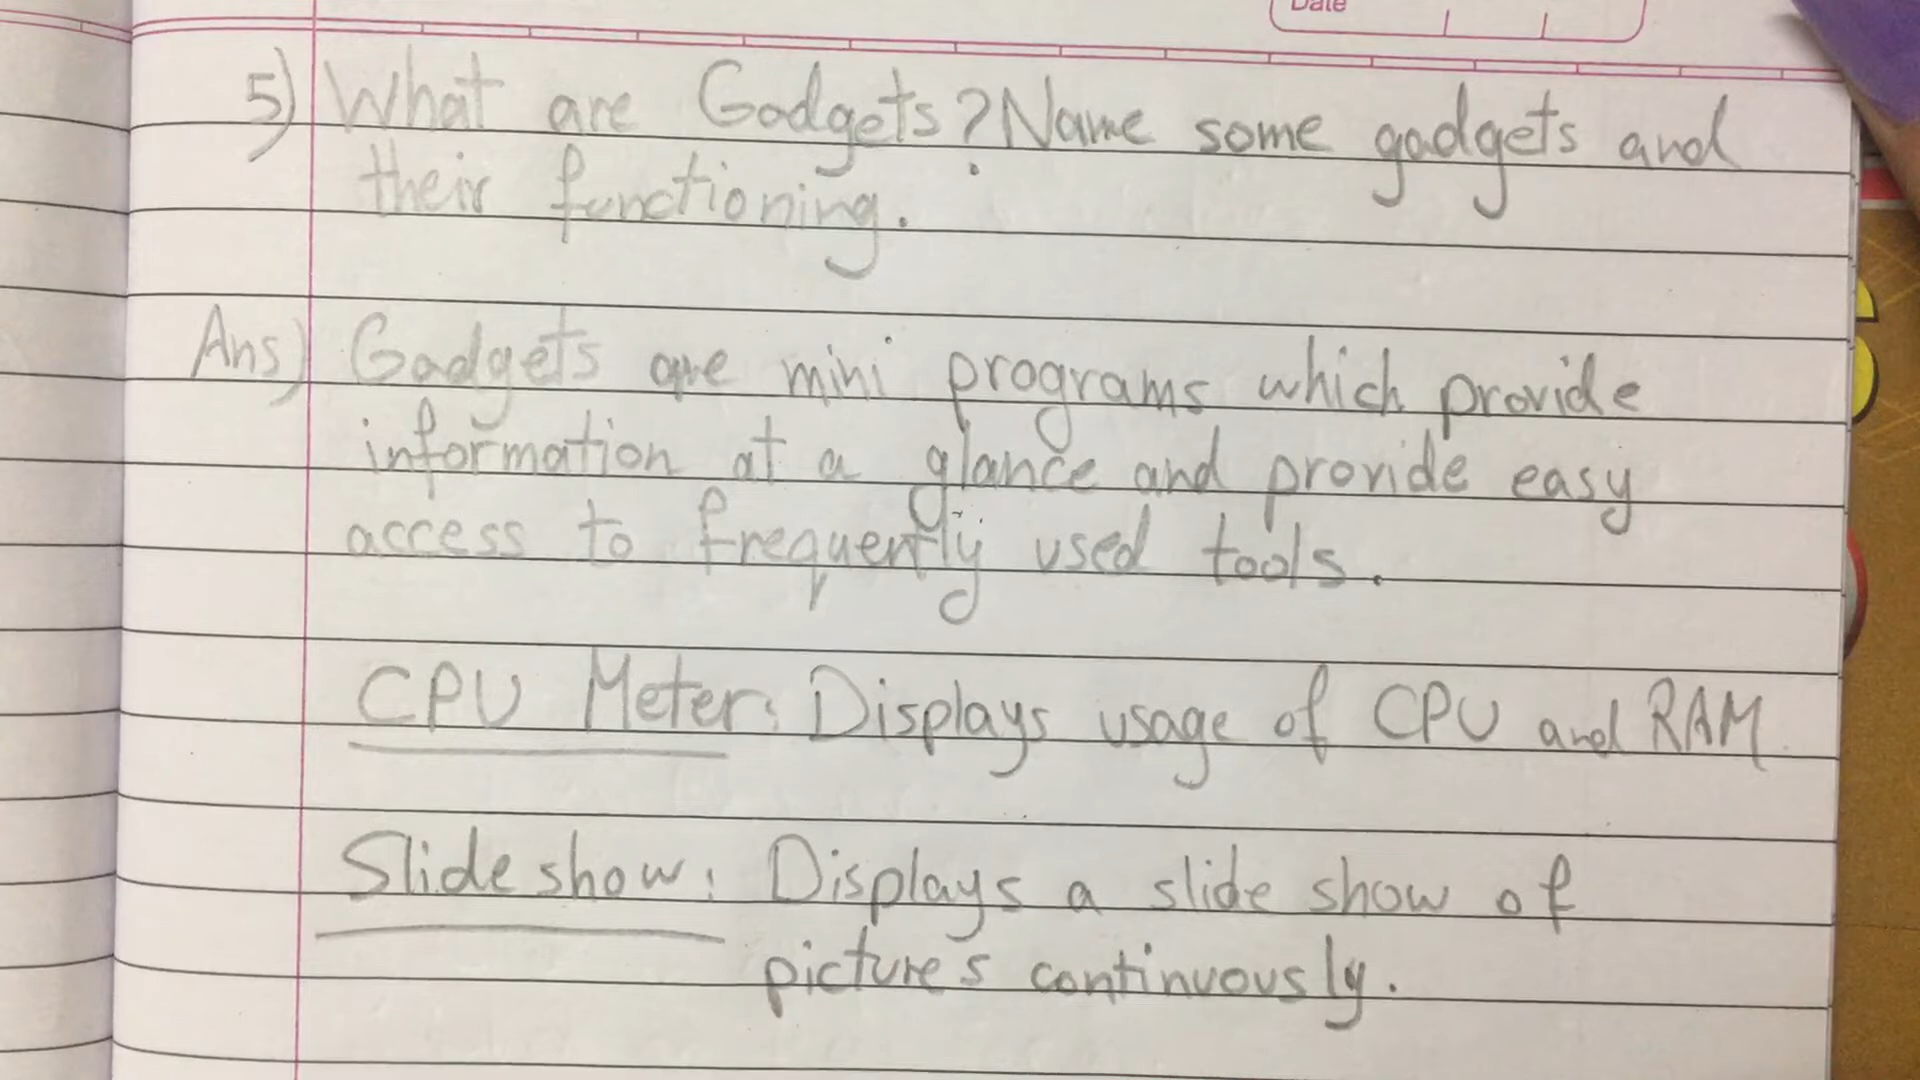 Date
5) What are Gadgets? Name some gadgets and
their functioning.
Ans) Gadgets are mini programs which provide
information at a glance and provide easy
access to frequently used tools.
CPU Meter: Displays usage of CPU and RAM
Slide show: Displays a slide show of
pictures continuously.